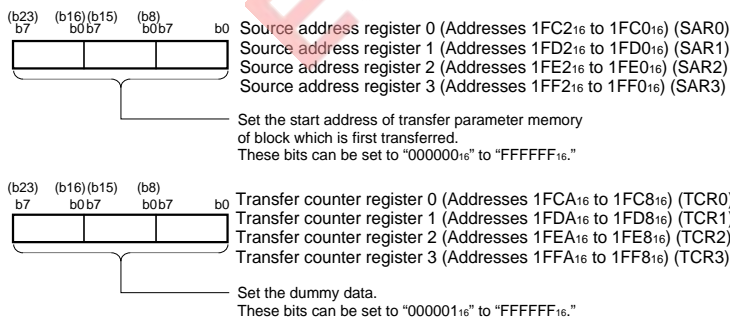 (b23) (b16)(b15) (b8)
b7 b0 b7 b0 b7 b0
Source address register 0 (Addresses 1FC2₁₆ to 1FC0₁₆) (SAR0)
Source address register 1 (Addresses 1FD2₁₆ to 1FD0₁₆) (SAR1)
Source address register 2 (Addresses 1FE2₁₆ to 1FE0₁₆) (SAR2)
Source address register 3 (Addresses 1FF2₁₆ to 1FF0₁₆) (SAR3)
Set the start address of transfer parameter memory
of block which is first transferred.
These bits can be set to “000000₁₆” to “FFFFFF₁₆.”
(b23) (b16)(b15) (b8)
b7 b0 b7 b0 b7 b0
Transfer counter register 0 (Addresses 1FCA₁₆ to 1FC8₁₆) (TCR0)
Transfer counter register 1 (Addresses 1FDA₁₆ to 1FD8₁₆) (TCR1)
Transfer counter register 2 (Addresses 1FEA₁₆ to 1FE8₁₆) (TCR2)
Transfer counter register 3 (Addresses 1FFA₁₆ to 1FF8₁₆) (TCR3)
Set the dummy data.
These bits can be set to “000001₁₆” to “FFFFFF₁₆.”